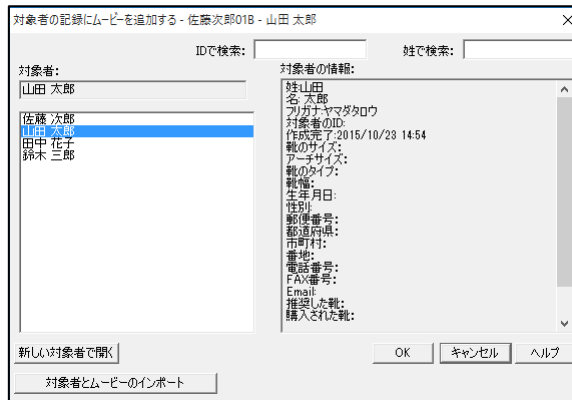 対象者の記録にムービーを追加する - 佐藤次郎01B - 山田 太郎
IDで検索:
姓で検索:
対象者:
山田 太郎
佐藤 次郎
山田 太郎
田中 花子
鈴木 三郎
対象者の情報:
姓山田
名: 太郎
フリガナ:ヤマダタロウ
対象者のID:
作成完了:2015/10/23 14:54
靴のサイズ:
アーチサイズ:
靴のタイプ:
靴幅:
生年月日:
性別:
郵便番号:
都道府県:
市町村:
番地:
電話番号:
FAX番号:
Email:
推奨した靴:
購入された靴:
新しい対象者で開く
OK
キャンセル
ヘルプ
対象者とムービーのインポート